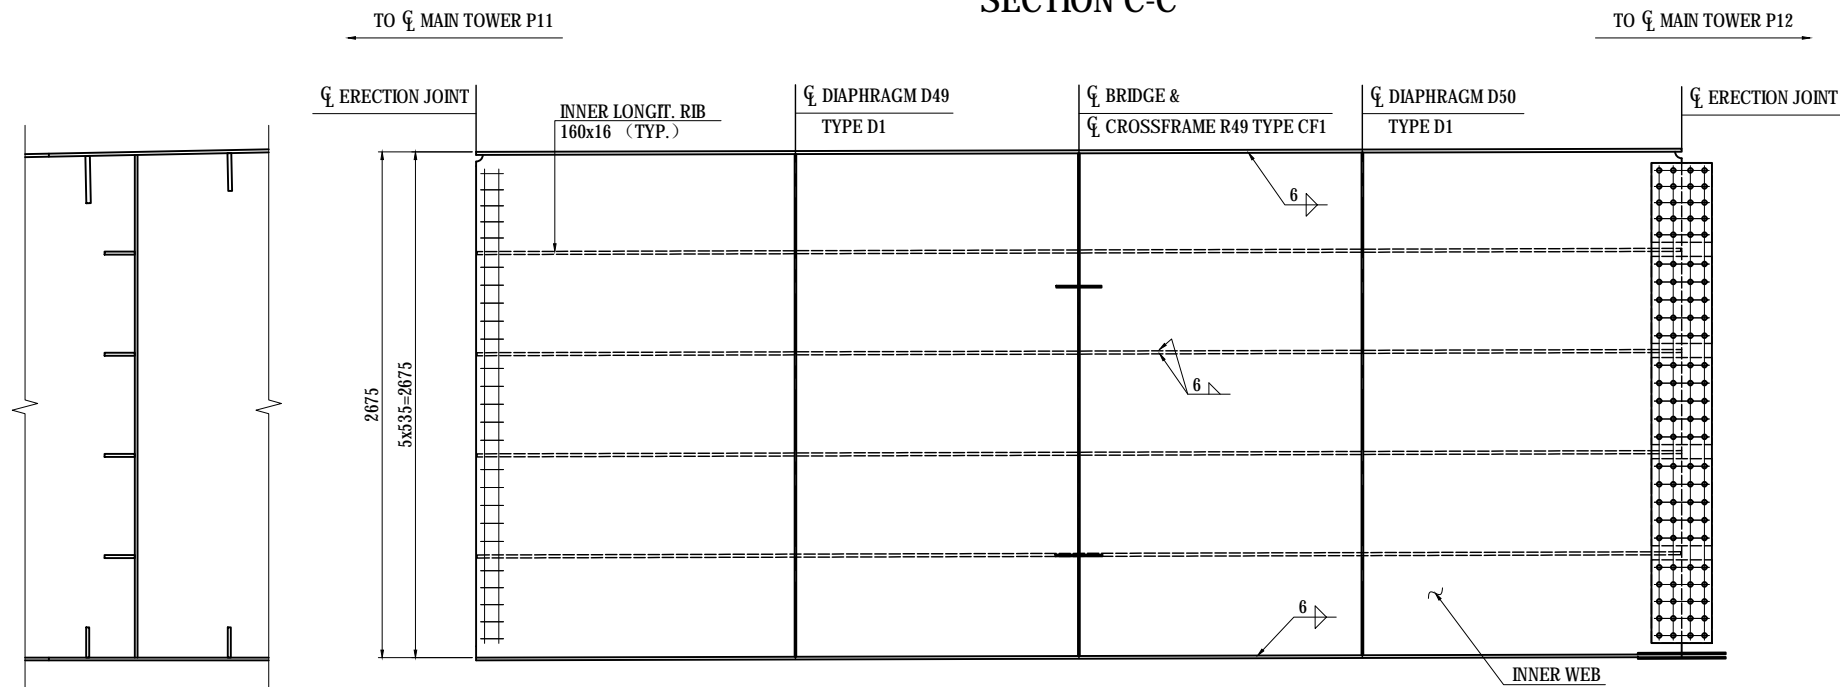 SECTION C-C
TO ℄ MAIN TOWER P11
TO ℄ MAIN TOWER P12
℄ ERECTION JOINT
INNER LONGIT. RIB
160x16 (TYP.)
℄ DIAPHRAGM D49
TYPE D1
℄ BRIDGE &
℄ CROSSFRAME R49 TYPE CF1
℄ DIAPHRAGM D50
TYPE D1
℄ ERECTION JOINT
6
2675
5x535=2675
6
6
INNER WEB